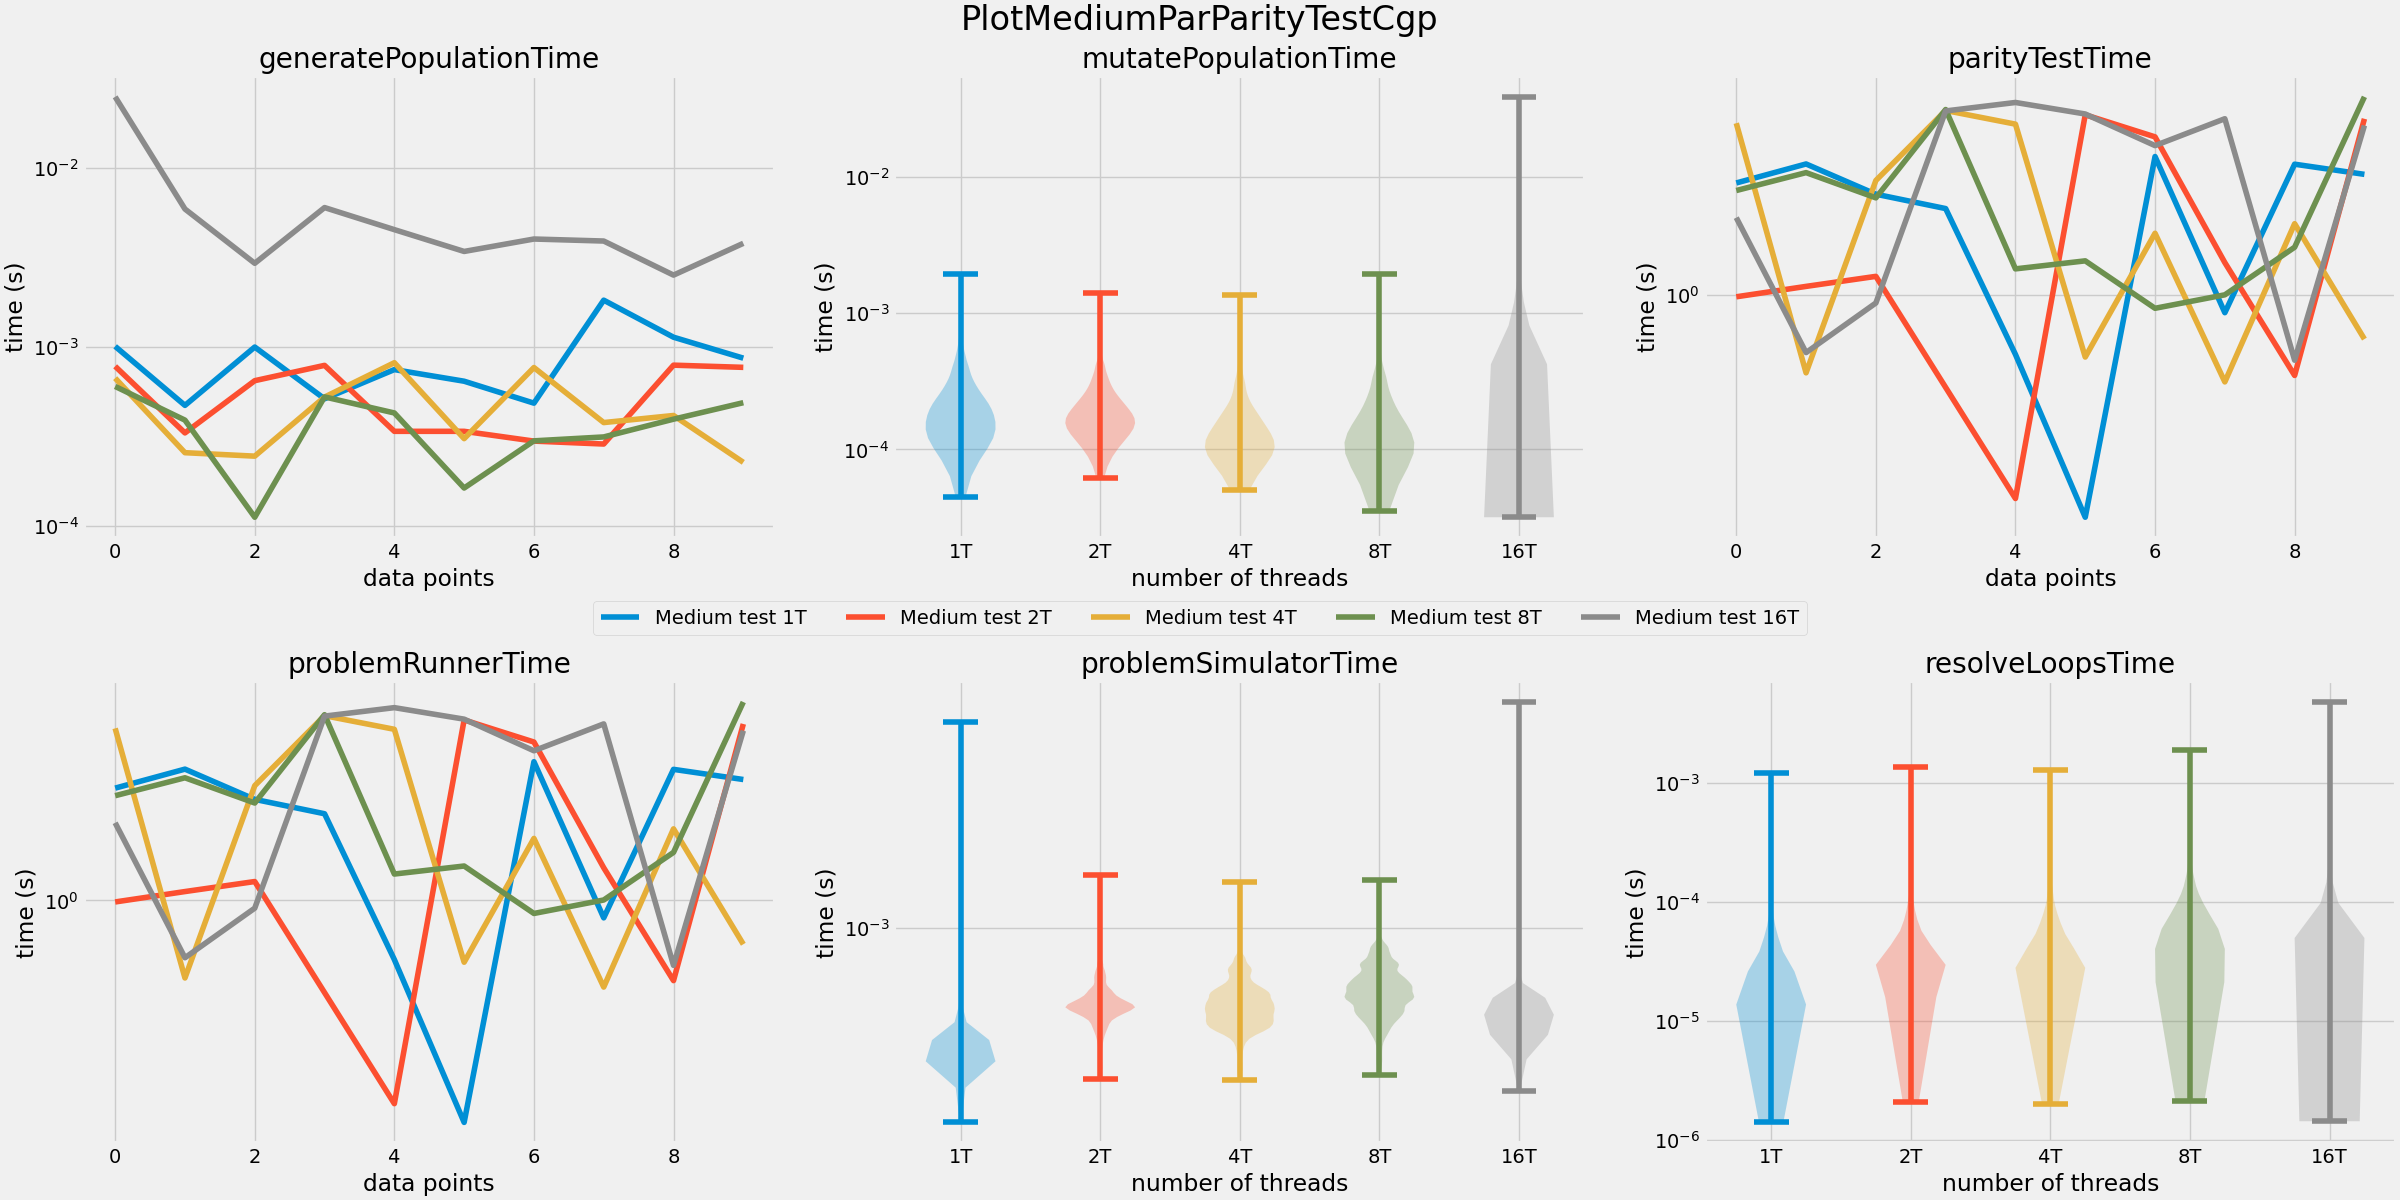 PlotMediumParParityTestCgp
generatePopulationTime
time (s)
10⁻²
10⁻³
10⁻⁴
0 2 4 6 8
data points
mutatePopulationTime
time (s)
10⁻²
10⁻³
10⁻⁴
1T 2T 4T 8T 16T
number of threads
parityTestTime
time (s)
10⁰
0 2 4 6 8
data points
Medium test 1T Medium test 2T Medium test 4T Medium test 8T Medium test 16T
problemRunnerTime
time (s)
10⁰
0 2 4 6 8
data points
problemSimulatorTime
time (s)
10⁻³
1T 2T 4T 8T 16T
number of threads
resolveLoopsTime
time (s)
10⁻³
10⁻⁴
10⁻⁵
10⁻⁶
1T 2T 4T 8T 16T
number of threads